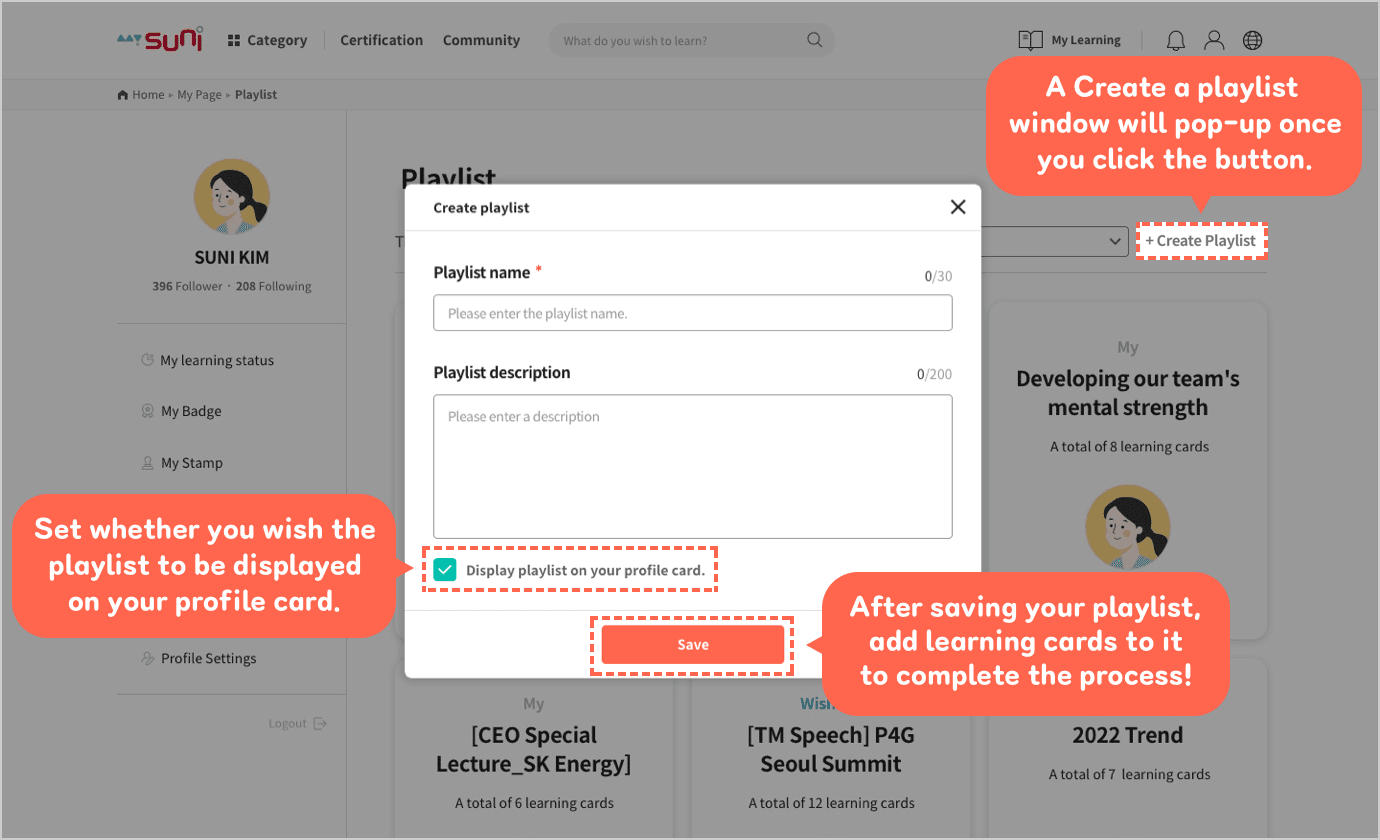 mySUNI
Category
Certification
Community
What do you wish to learn?
My Learning
Home
My Page
Playlist
A Create a playlist
window will pop-up once
you click the button.
SUNI KIM
396 Follower · 208 Following
My learning status
My Badge
My Stamp
Profile Settings
Logout
Playlist
T
+ Create Playlist
Create playlist
Playlist name *
0/30
Please enter the playlist name.
Playlist description
0/200
Please enter a description
Display playlist on your profile card.
Save
Set whether you wish the
playlist to be displayed
on your profile card.
After saving your playlist,
add learning cards to it
to complete the process!
My
Developing our team's
mental strength
A total of 8 learning cards
My
[CEO Special
Lecture_SK Energy]
A total of 6 learning cards
Wish
[TM Speech] P4G
Seoul Summit
A total of 12 learning cards
2022 Trend
A total of 7 learning cards